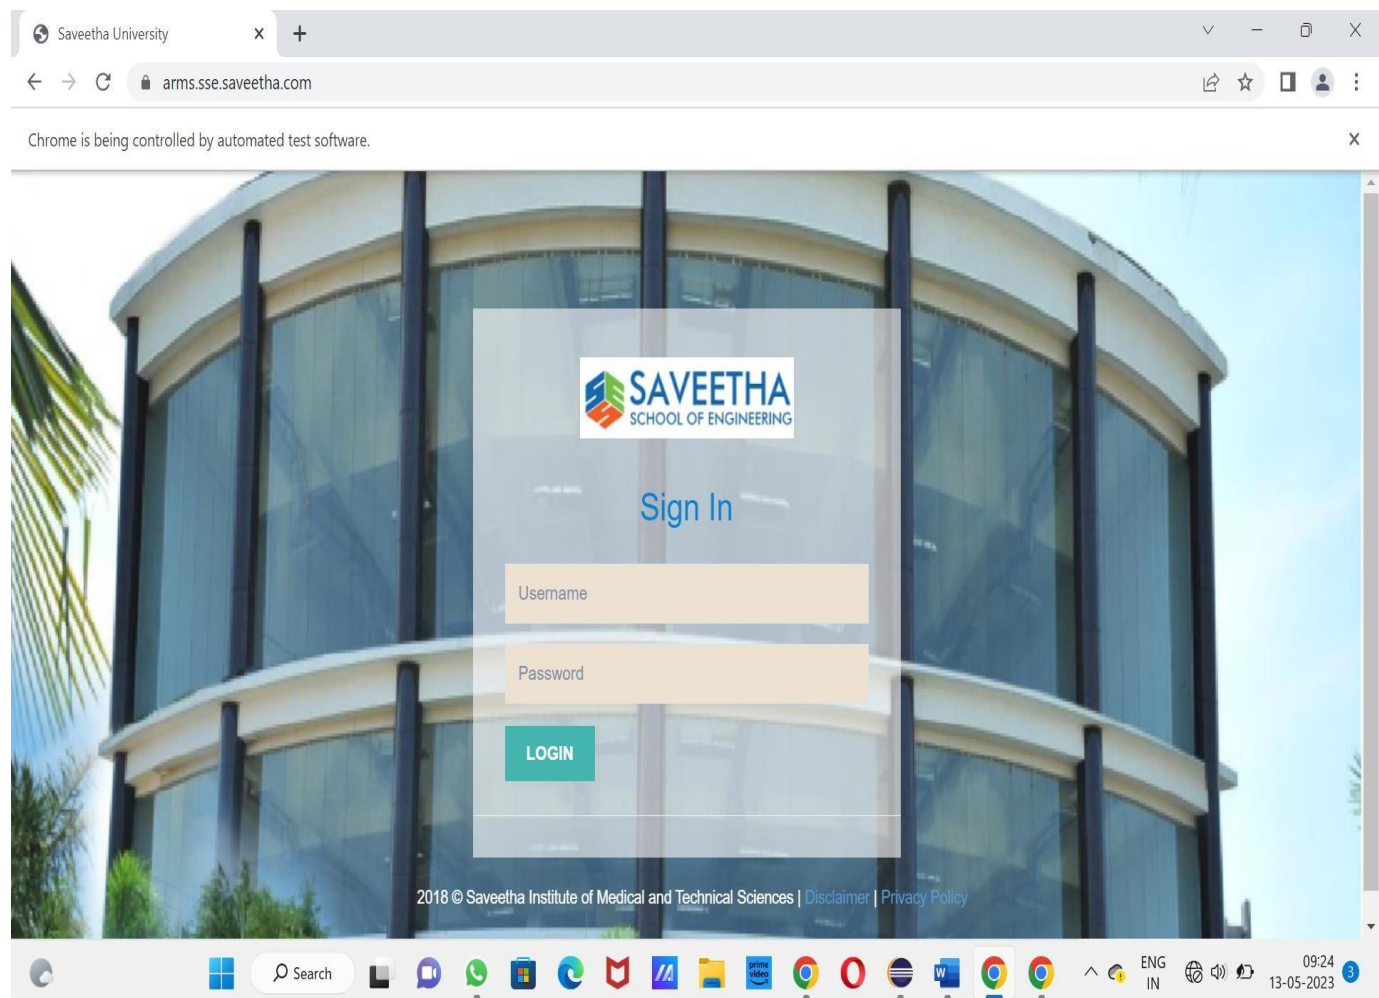 Saveetha University
arms.sse.saveetha.com
Chrome is being controlled by automated test software.
SAVEETHA
SCHOOL OF ENGINEERING
Sign In
Username
Password
LOGIN
2018 © Saveetha Institute of Medical and Technical Sciences | Disclaimer | Privacy Policy
Search
prime
video
W
ENG
IN
09:24
13-05-2023
3